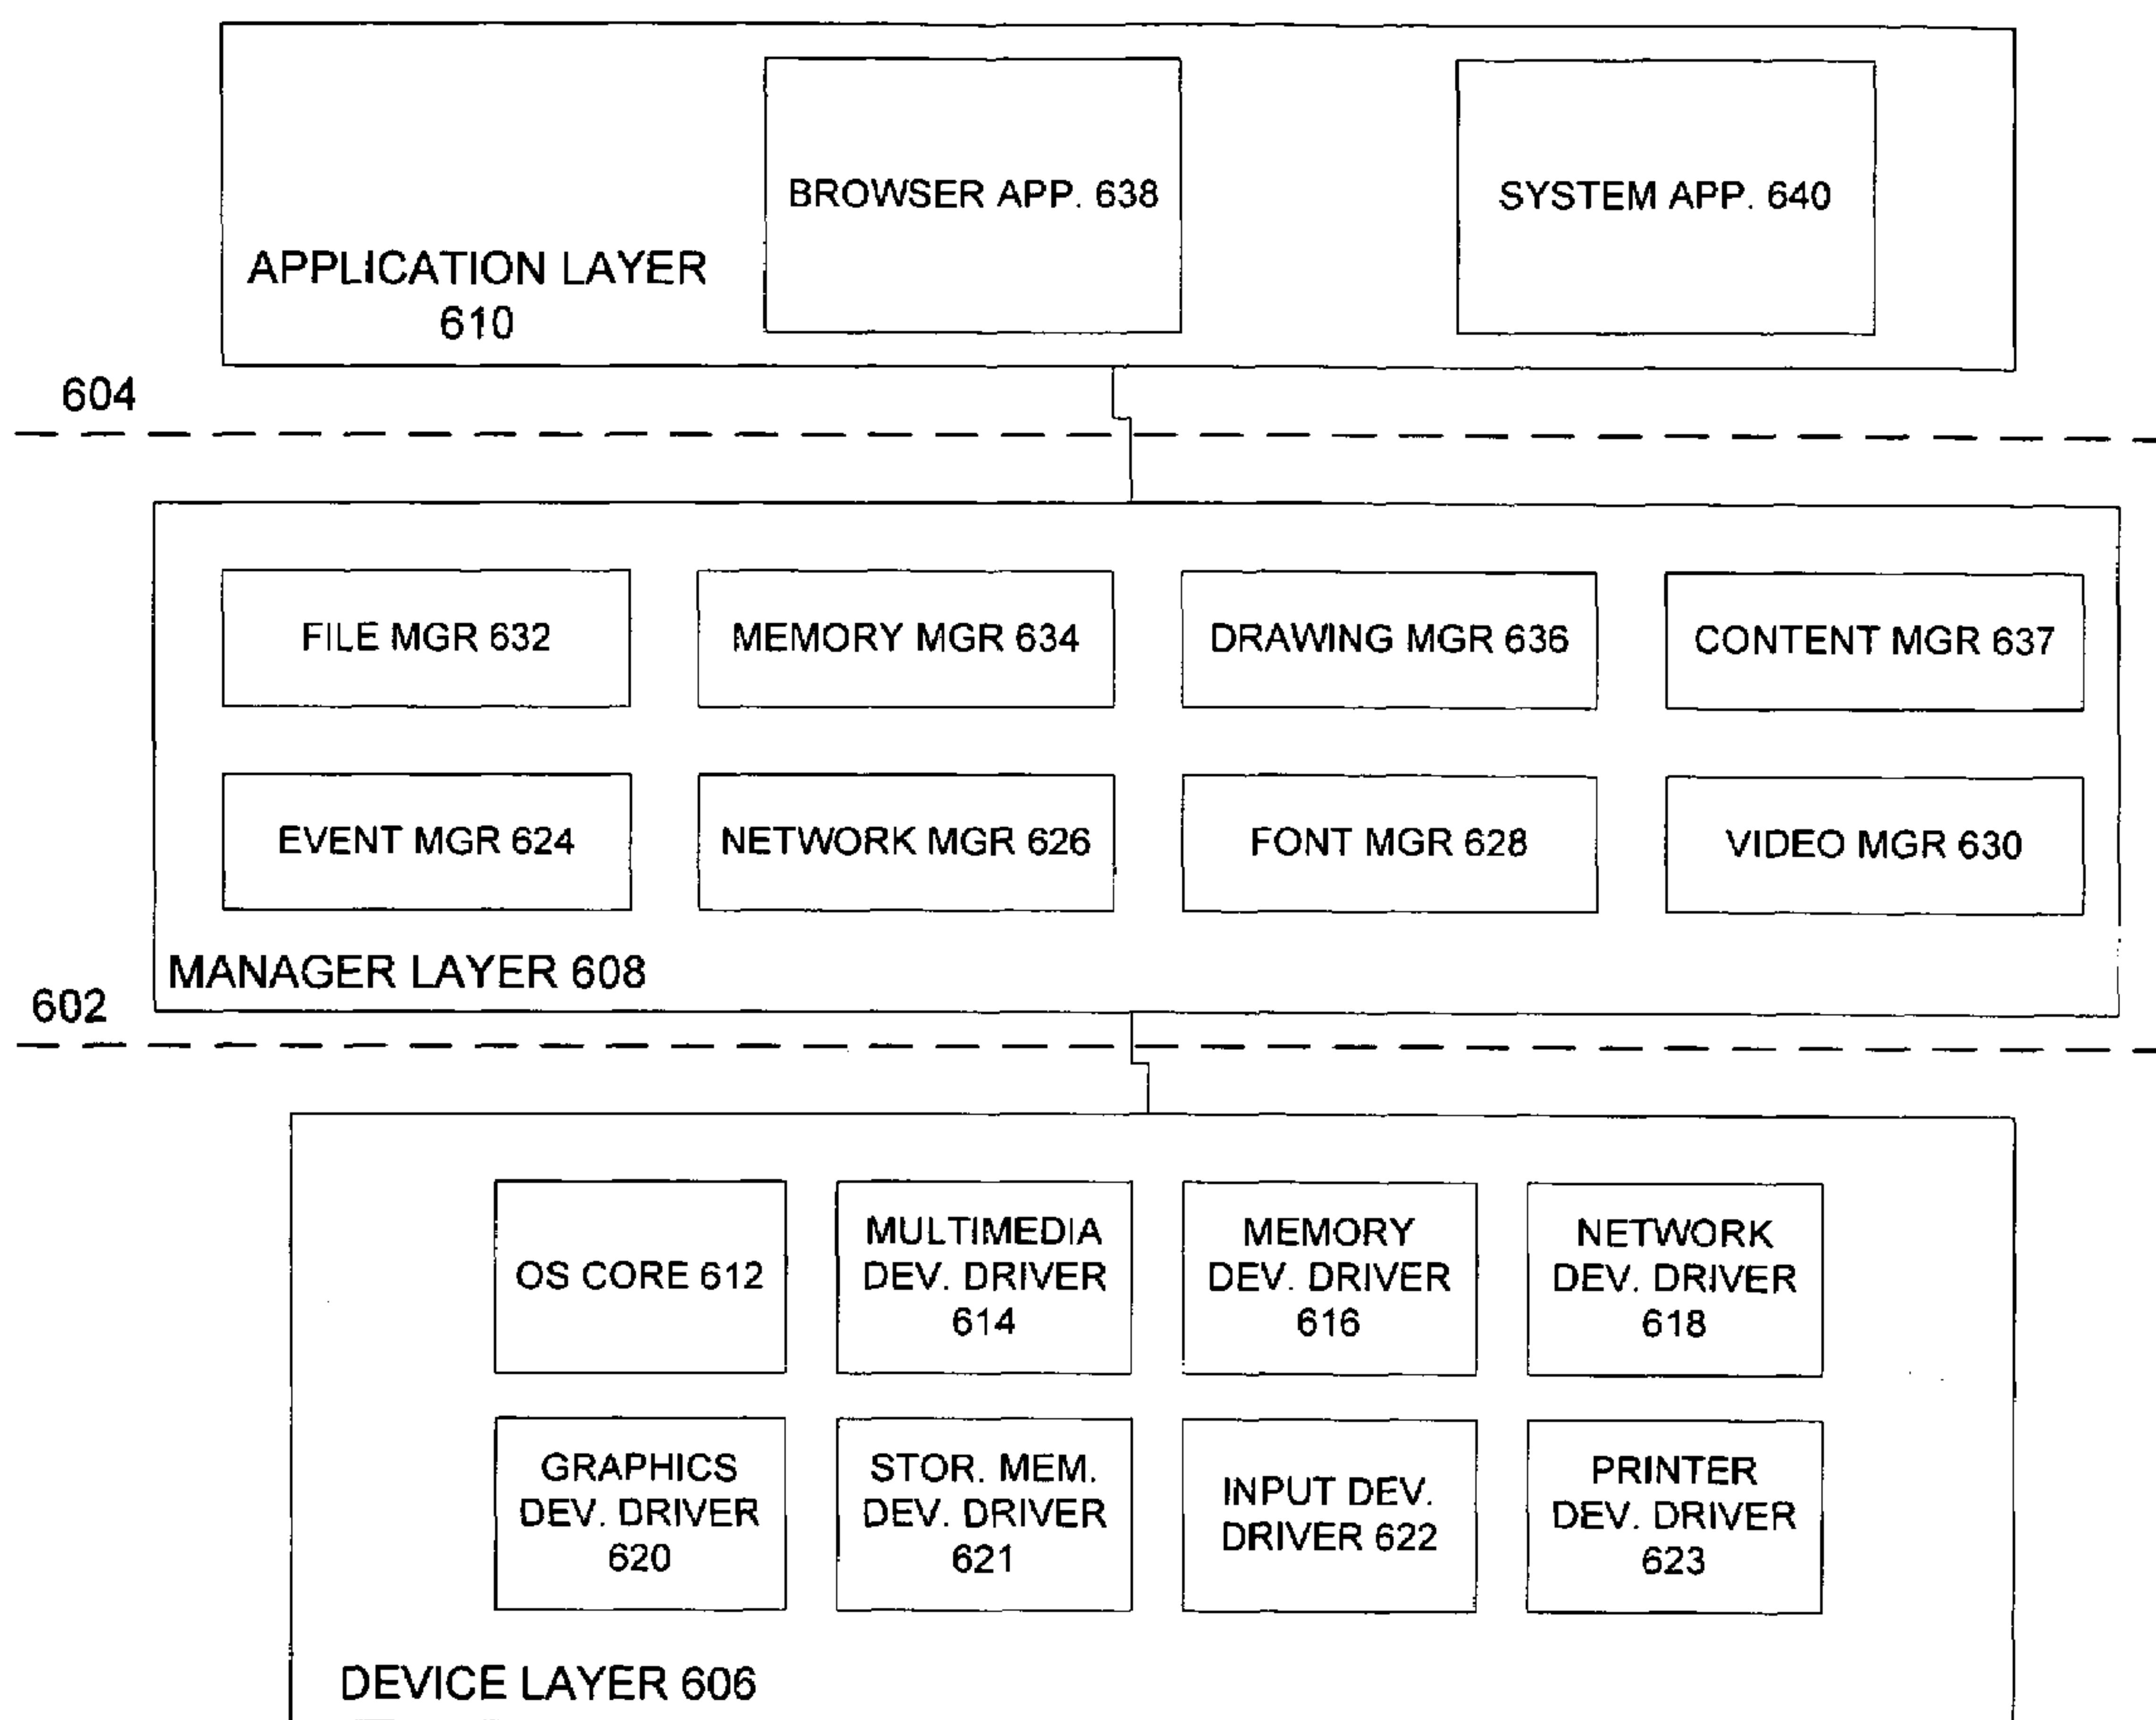 BROWSER APP. 638
SYSTEM APP. 640
APPLICATION LAYER
610
604
FILE MGR 632
MEMORY MGR 634
DRAWING MGR 636
CONTENT MGR 637
EVENT MGR 624
NETWORK MGR 626
FONT MGR 628
VIDEO MGR 630
MANAGER LAYER 608
602
OS CORE 612
MULTIMEDIA
DEV. DRIVER
614
MEMORY
DEV. DRIVER
616
NETWORK
DEV. DRIVER
618
GRAPHICS
DEV. DRIVER
620
STOR. MEM.
DEV. DRIVER
621
INPUT DEV.
DRIVER 622
PRINTER
DEV. DRIVER
623
DEVICE LAYER 606